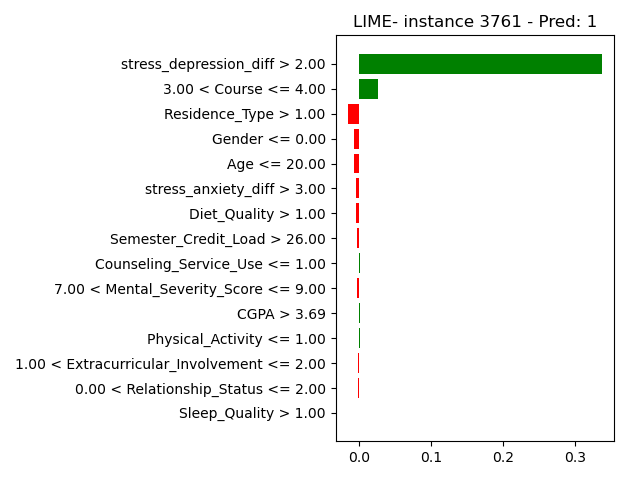 LIME- instance 3761 - Pred: 1
stress_depression_diff > 2.00
3.00 < Course <= 4.00
Residence_Type > 1.00
Gender <= 0.00
Age <= 20.00
stress_anxiety_diff > 3.00
Diet_Quality > 1.00
Semester_Credit_Load > 26.00
Counseling_Service_Use <= 1.00
7.00 < Mental_Severity_Score <= 9.00
CGPA > 3.69
Physical_Activity <= 1.00
1.00 < Extracurricular_Involvement <= 2.00
0.00 < Relationship_Status <= 2.00
Sleep_Quality > 1.00
0.0 0.1 0.2 0.3